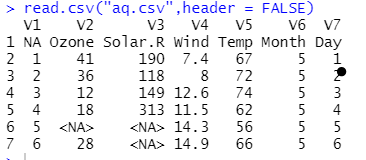 > read.csv("aq.csv",header = FALSE)
V1 V2 V3 V4 V5 V6 V7
1 NA Ozone Solar.R Wind Temp Month Day
2 1 41 190 7.4 67 5 1
3 2 36 118 8 72 5 2
4 3 12 149 12.6 74 5 3
5 4 18 313 11.5 62 5 4
6 5 <NA> <NA> 14.3 56 5 5
7 6 28 <NA> 14.9 66 5 6